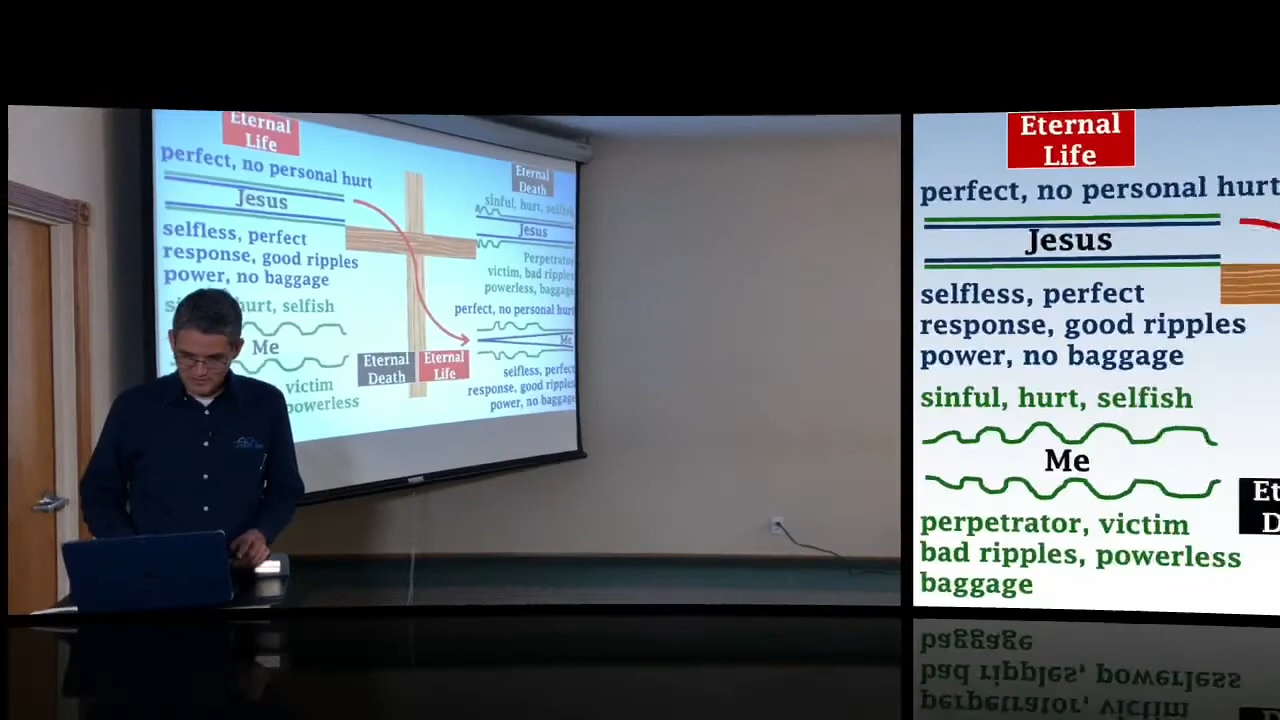 Eternal
Life
perfect, no personal hurt
Jesus
selfless, perfect
response, good ripples
power, no baggage
hurt, selfish
Me
victim
powerless
Eternal
Death
Eternal
Life
Eternal
Death
sinful, hurt, selfish
Jesus
Perpetrator
victim, bad ripples
powerless, baggage
perfect, no personal hurt
Me
selfless, perfect
response, good ripples
power, no baggage
Eternal
Life
perfect, no personal hurt
Jesus
selfless, perfect
response, good ripples
power, no baggage
sinful, hurt, selfish
Me
perpetrator, victim
bad ripples, powerless
baggage